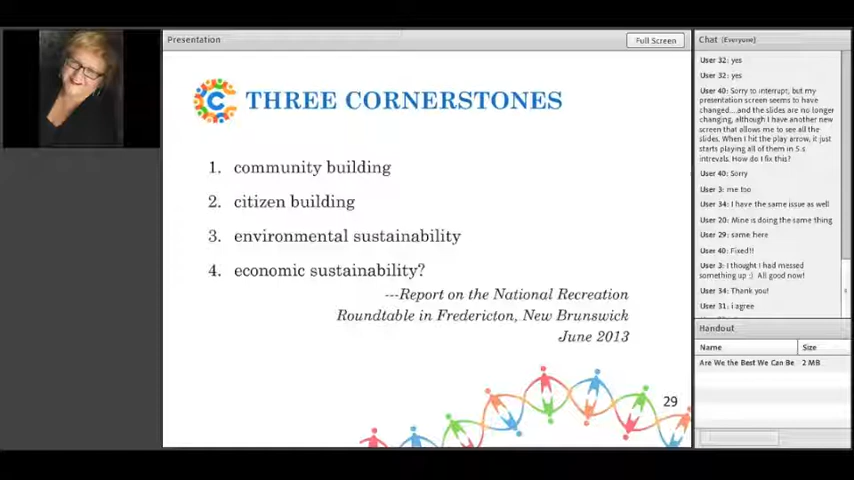 Presentation
Full Screen
C THREE CORNERSTONES
1. community building
2. citizen building
3. environmental sustainability
4. economic sustainability?
---Report on the National Recreation
Roundtable in Fredericton, New Brunswick
June 2013
29
Chat (Everyone)
User 32: yes
User 32: yes
User 40: Sorry to interrupt, but my
presentation screen seems to have
changed....and the slides are no longer
changing, although I have another new
screen that allows me to see all the
slides. When I hit the play arrow, it just
starts playing all of them in 5.s
intrevals. How do I fix this?
User 40: Sorry
User 3: me too
User 34: I have the same issue as well
User 20: Mine is doing the same thing
User 29: same here
User 40: Fixed!!
User 3: I thought I had messed
something up :) All good now!
User 34: Thank you!
User 31: i agree
Handout
Name Size
Are We the Best We Can Be 2 MB